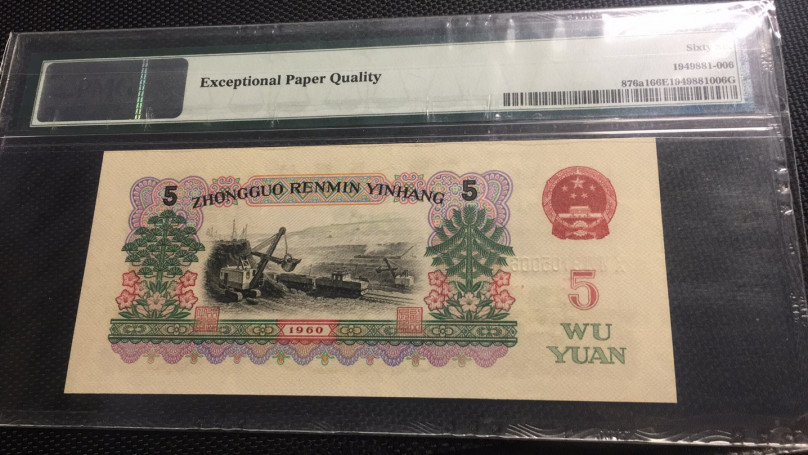 Sixty
1949881-006
Exceptional Paper Quality
876a166E1949881006G
5 ZHONGGUO RENMIN YINHANG 5
5
1960
WU
YUAN